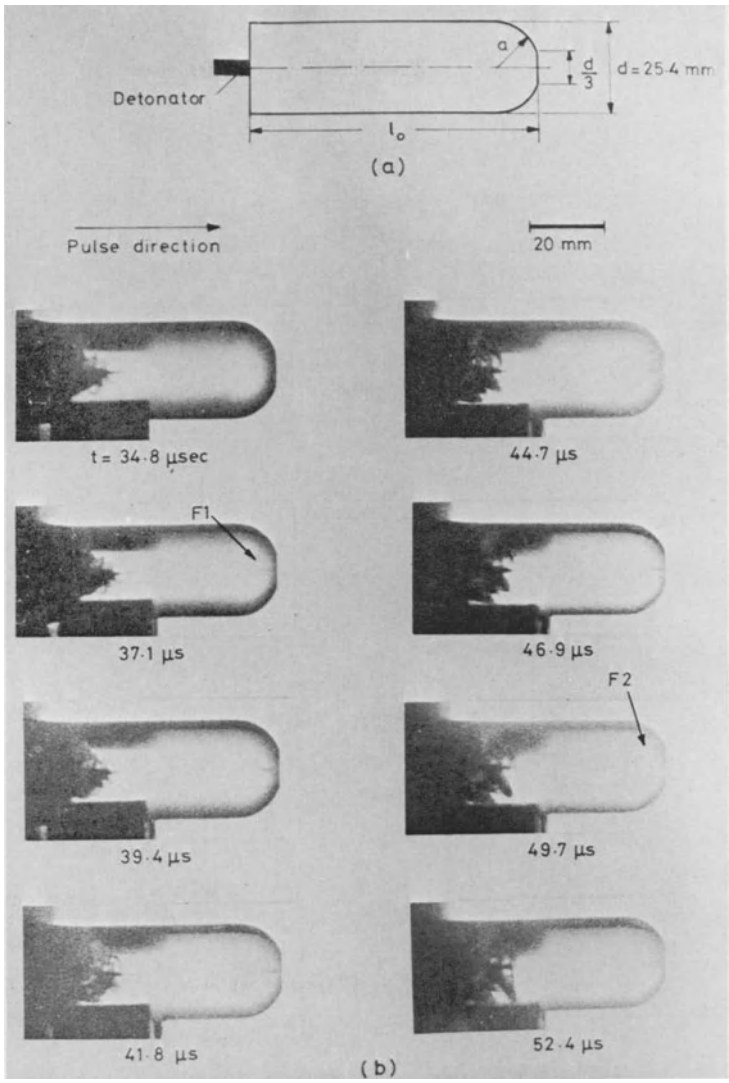 a
d/3
d = 25.4 mm
Detonator
l₀
(a)
Pulse direction
20 mm
t = 34.8 µsec
44.7 µs
F1
37.1 µs
46.9 µs
F2
39.4 µs
49.7 µs
41.8 µs
52.4 µs
(b)